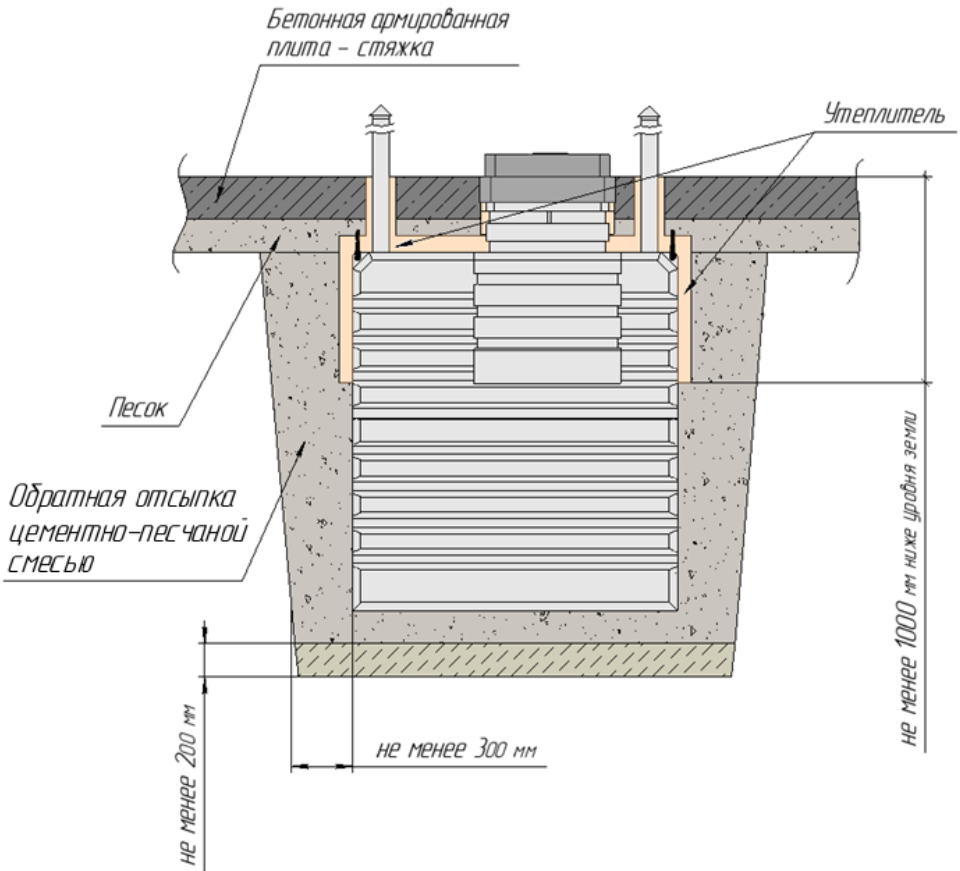 Бетонная армированная
плита - стяжка
Утеплитель
Песок
Обратная отсыпка
цементно-песчаной
смесью
не менее 1000 мм ниже уровня земли
не менее 200 мм
не менее 300 мм